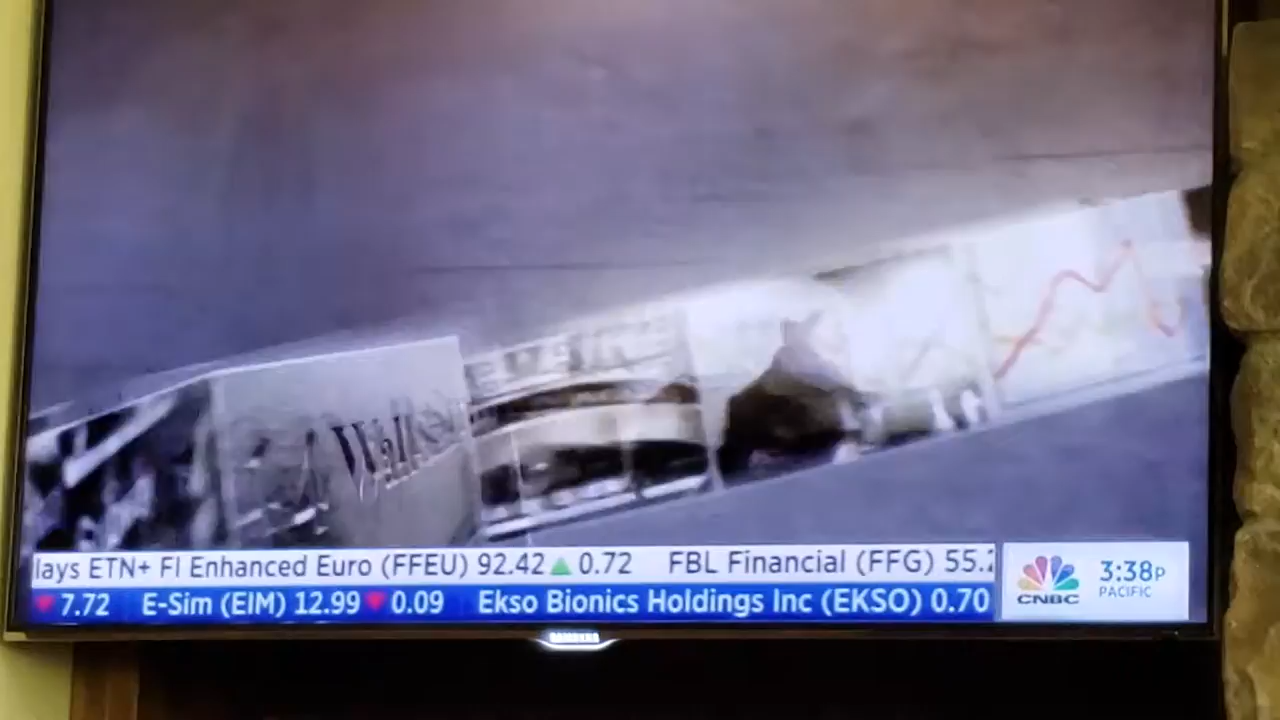 lays ETN+ FI Enhanced Euro (FFEU) 92.42 0.72 FBL Financial (FFG) 55.
7.72 E-Sim (EIM) 12.99 0.09 Ekso Bionics Holdings Inc (EKSO) 0.70
CNBC
3:38P
PACIFIC
SAMSUNG